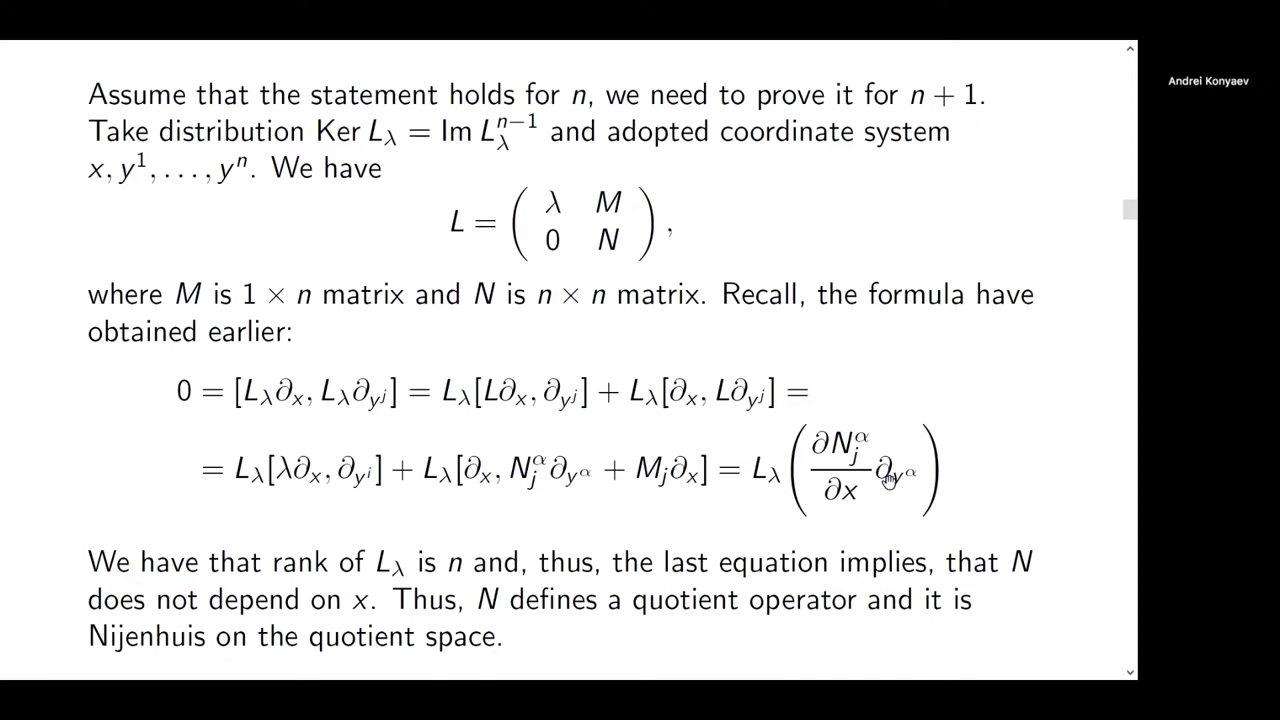 Assume that the statement holds for n, we need to prove it for n + 1.
Take distribution Ker L_λ = Im L_λ^{n−1} and adopted coordinate system
x, y^1, . . . , y^n. We have
L = ( λ M
0 N ) ,
where M is 1 × n matrix and N is n × n matrix. Recall, the formula have
obtained earlier:
0 = [L_λ∂_x, L_λ∂_{y^j}] = L_λ[L∂_x, ∂_{y^j}] + L_λ[∂_x, L∂_{y^j}] =
= L_λ[λ∂_x, ∂_{y^i}] + L_λ[∂_x, N_j^α∂_{y^α} + M_j∂_x] = L_λ ( ∂N_j^α / ∂x ∂_{y^α} )
We have that rank of L_λ is n and, thus, the last equation implies, that N
does not depend on x. Thus, N defines a quotient operator and it is
Nijenhuis on the quotient space.
Andrei Konyaev